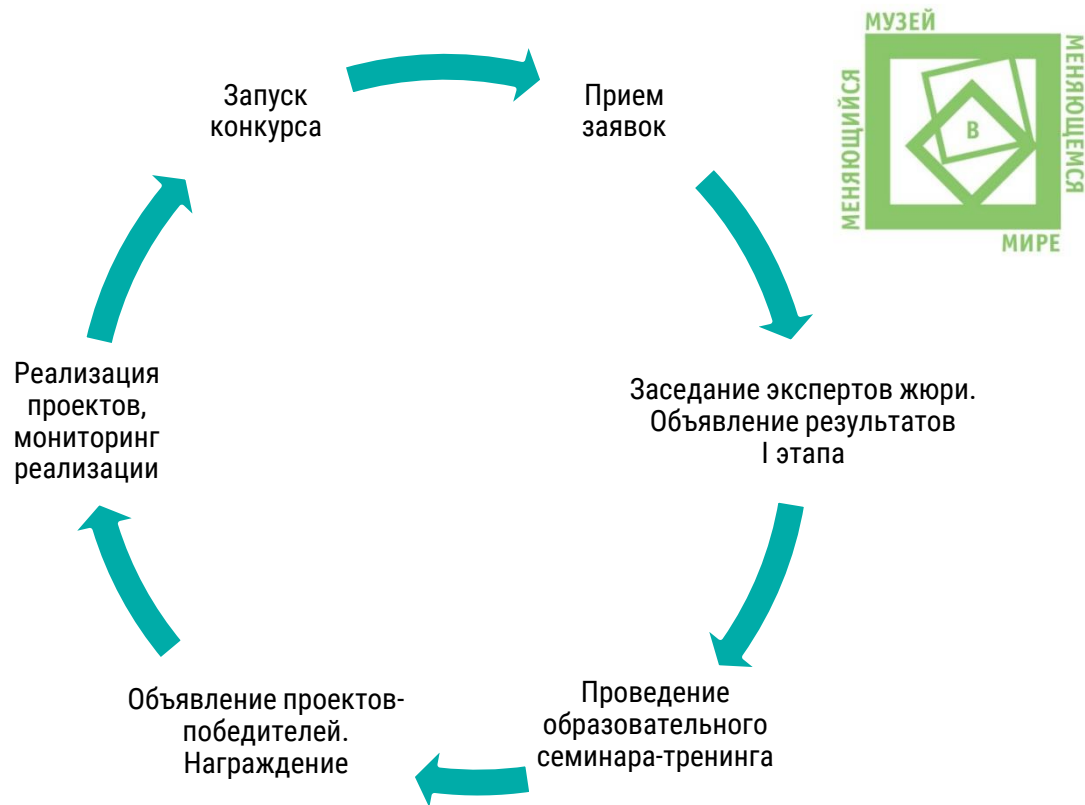 Запуск
конкурса
Прием
заявок
МУЗЕЙ
МЕНЯЮЩИЙСЯ
В
МЕНЯЮЩЕМСЯ
МИРЕ
Заседание экспертов жюри.
Объявление результатов
I этапа
Проведение
образовательного
семинара-тренинга
Объявление проектов-
победителей.
Награждение
Реализация
проектов,
мониторинг
реализации